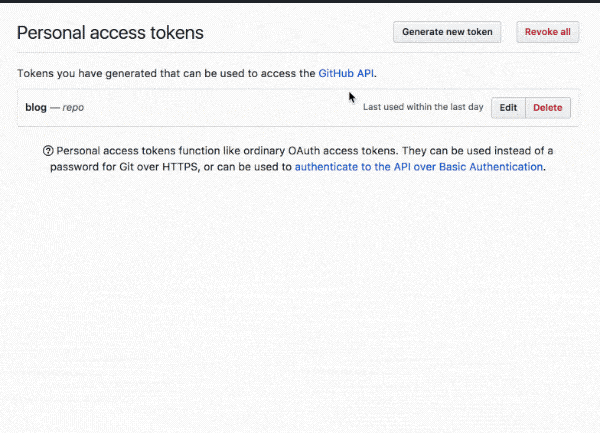 Personal access tokens
Generate new token
Revoke all
Tokens you have generated that can be used to access the GitHub API.
blog — repo
Last used within the last day
Edit
Delete
Personal access tokens function like ordinary OAuth access tokens. They can be used instead of a
password for Git over HTTPS, or can be used to authenticate to the API over Basic Authentication.